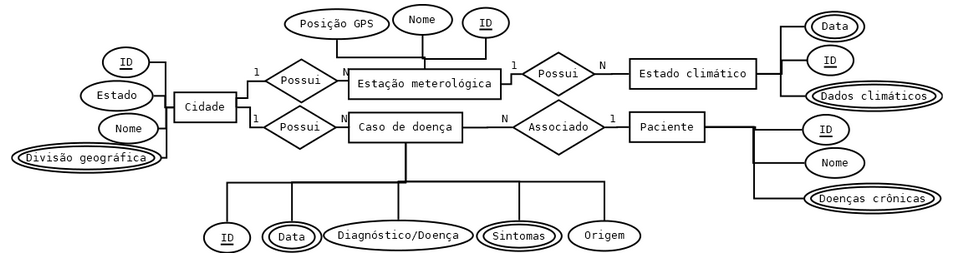 Posição GPS
Nome
ID
Data
ID
Dados climáticos
ID
Estado
Nome
Divisão geográfica
Cidade
1
Possui
N
Estação meterológica
1
Possui
N
Estado climático
1
Possui
N
Caso de doença
N
Associado
1
Paciente
ID
Nome
Doenças crônicas
ID
Data
Diagnóstico/Doença
Sintomas
Origem